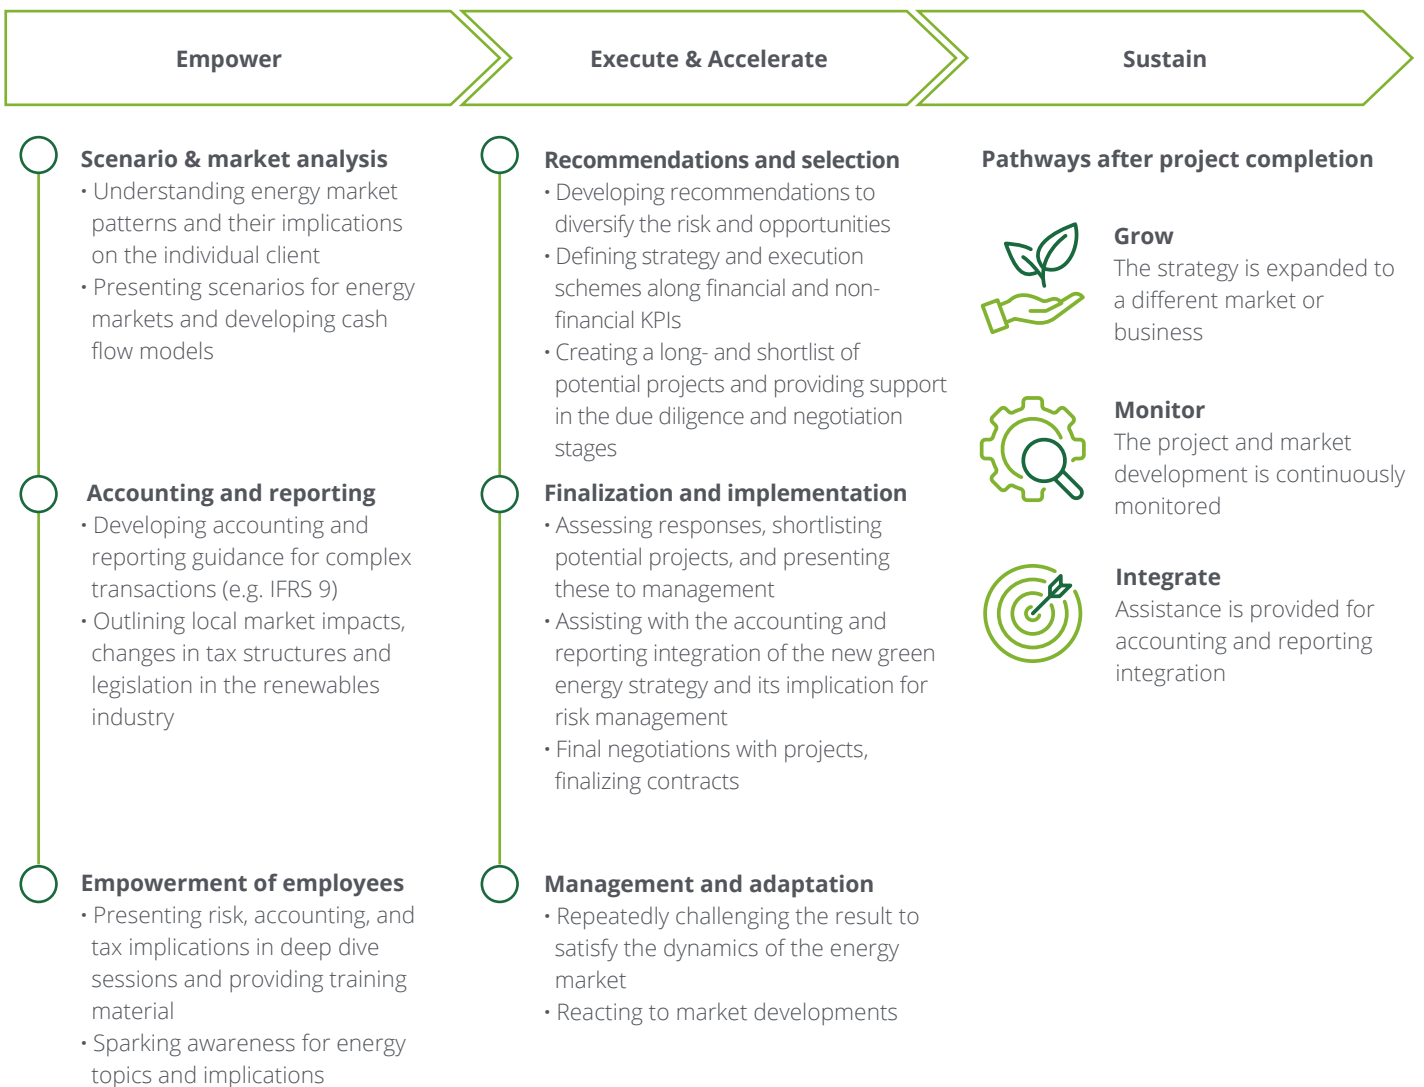 Empower
Execute & Accelerate
Sustain
Scenario & market analysis
· Understanding energy market
patterns and their implications
on the individual client
· Presenting scenarios for energy
markets and developing cash
flow models
Accounting and reporting
· Developing accounting and
reporting guidance for complex
transactions (e.g. IFRS 9)
· Outlining local market impacts,
changes in tax structures and
legislation in the renewables
industry
Empowerment of employees
· Presenting risk, accounting, and
tax implications in deep dive
sessions and providing training
material
· Sparking awareness for energy
topics and implications
Recommendations and selection
· Developing recommendations to
diversify the risk and opportunities
· Defining strategy and execution
schemes along financial and non-
financial KPIs
· Creating a long- and shortlist of
potential projects and providing support
in the due diligence and negotiation
stages
Finalization and implementation
· Assessing responses, shortlisting
potential projects, and presenting
these to management
· Assisting with the accounting and
reporting integration of the new green
energy strategy and its implication for
risk management
· Final negotiations with projects,
finalizing contracts
Management and adaptation
· Repeatedly challenging the result to
satisfy the dynamics of the energy
market
· Reacting to market developments
Pathways after project completion
Grow
The strategy is expanded to
a different market or
business
Monitor
The project and market
development is continuously
monitored
Integrate
Assistance is provided for
accounting and reporting
integration